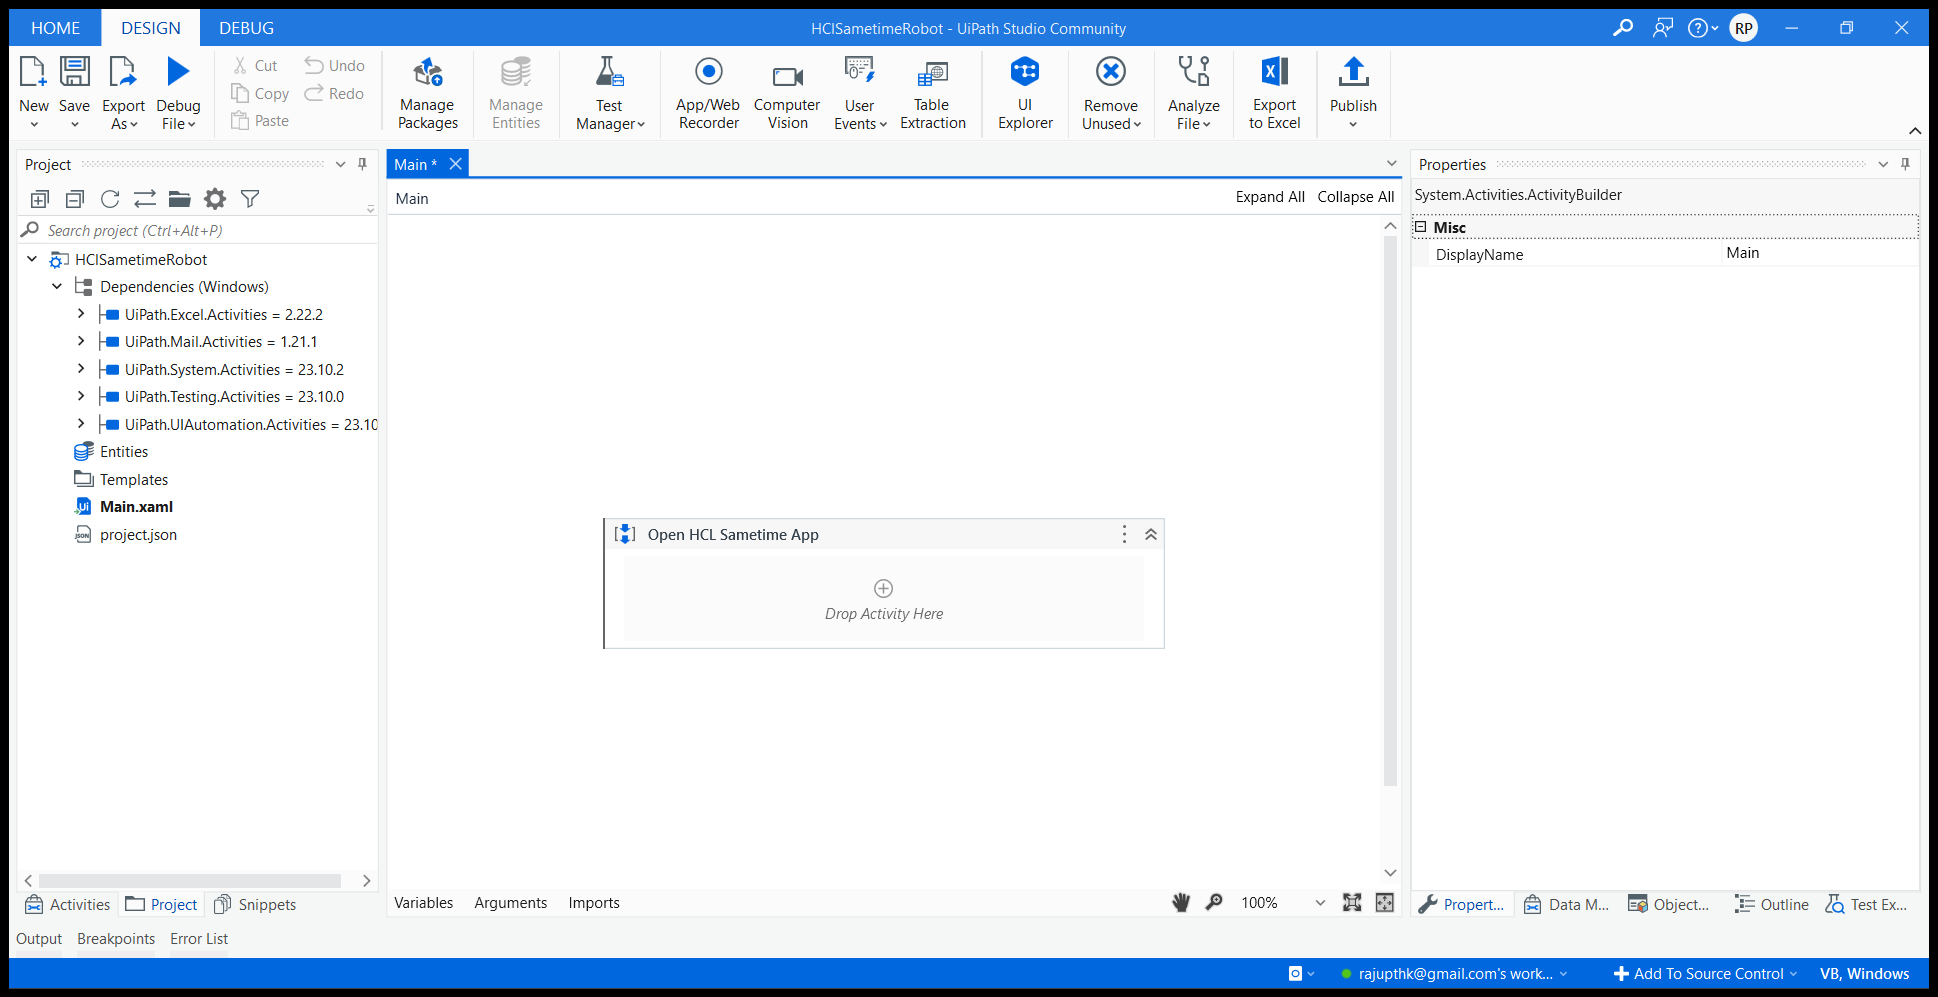 HOME DESIGN DEBUG HCISametimeRobot - UiPath Studio Community RP
New Save Export As Debug File Cut Copy Paste Undo Redo Manage Packages Manage Entities Test Manager App/Web Recorder Computer Vision User Events Table Extraction UI Explorer Remove Unused Analyze File Export to Excel Publish
Project
Search project (Ctrl+Alt+P)
HCISametimeRobot
Dependencies (Windows)
UiPath.Excel.Activities = 2.22.2
UiPath.Mail.Activities = 1.21.1
UiPath.System.Activities = 23.10.2
UiPath.Testing.Activities = 23.10.0
UiPath.UIAutomation.Activities = 23.10
Entities
Templates
Main.xaml
project.json
Activities Project Snippets
Main *
Main Expand All Collapse All
Open HCL Sametime App
Drop Activity Here
Variables Arguments Imports 100%
Properties
System.Activities.ActivityBuilder
Misc
DisplayName Main
Propert... Data M... Object... Outline Test Ex...
Output Breakpoints Error List
rajupthk@gmail.com's work... Add To Source Control VB, Windows